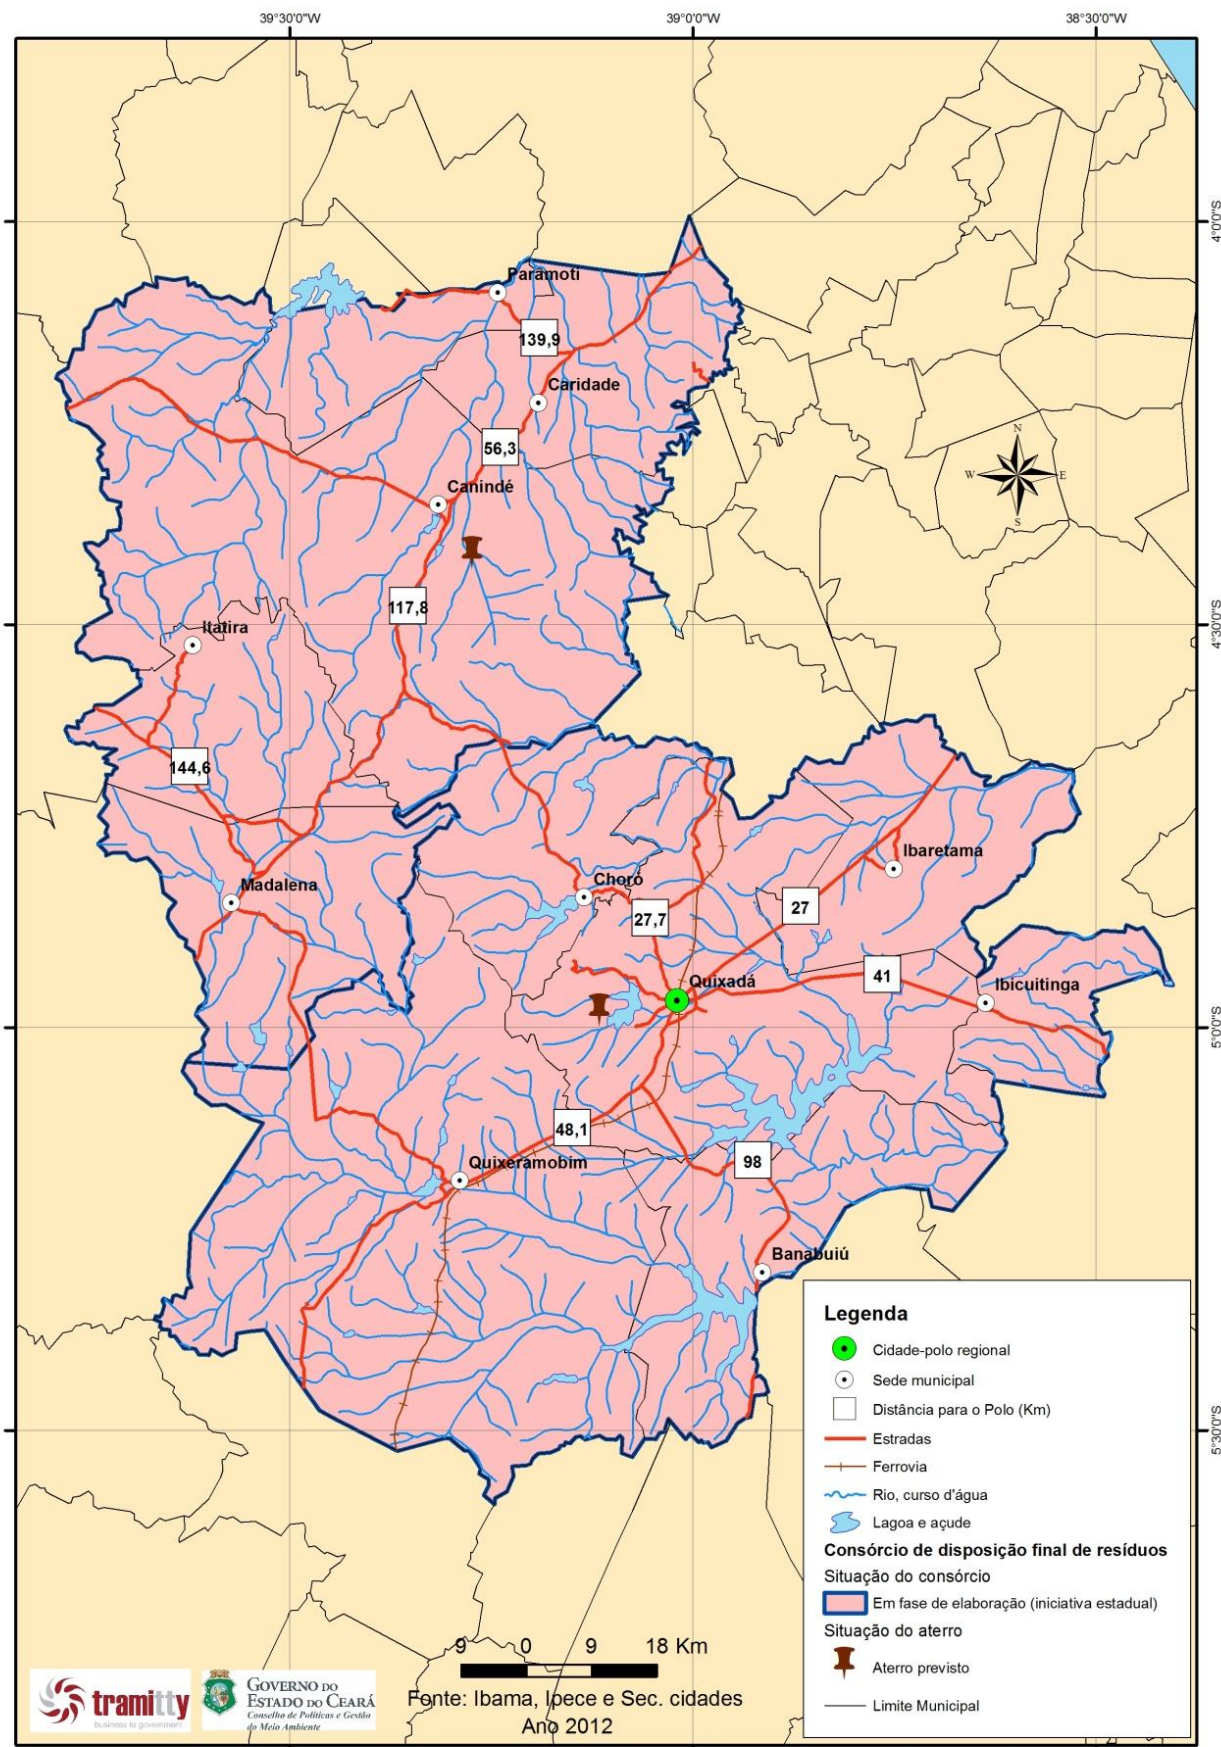 39°30'0"W
39°0'0"W
38°30'0"W
4°0'0"S
Paramoti
139,9
Caridade
56,3
N
W
E
S
Canindé
117,8
4°30'0"S
Itatira
144,6
Ibaretama
Choró
Madalena
27
27,7
41
Quixadá
Ibicuitinga
5°0'0"S
48,1
98
Quixeramobim
Banabuiú
5°30'0"S
Legenda
Cidade-polo regional
Sede municipal
Distância para o Polo (Km)
Estradas
Ferrovia
Rio, curso d'água
Lagoa e açude
Consórcio de disposição final de resíduos
Situação do consórcio
Em fase de elaboração (iniciativa estadual)
Situação do aterro
Aterro previsto
Limite Municipal
9 0 9 18 Km
Fonte: Ibama, Ipece e Sec. cidades
Ano 2012
tramitty
business to government
GOVERNO DO
ESTADO DO CEARÁ
Conselho de Políticas e Gestão
do Meio Ambiente